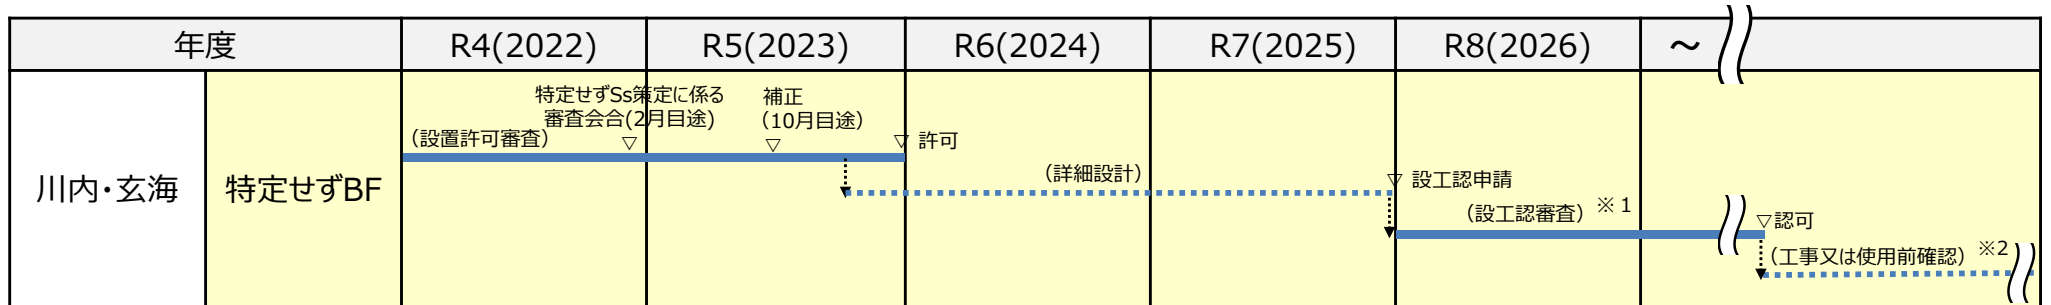 年度
R4(2022)
R5(2023)
R6(2024)
R7(2025)
R8(2026)
～
川内・玄海
特定せずBF
特定せずSs策定に係る
審査会合(2月目途)
補正
（10月目途）
（設置許可審査）
▽
▽
▽ 許可
（詳細設計）
▽ 設工認申請
（設工認審査）※１
▽認可
（工事又は使用前確認）※2